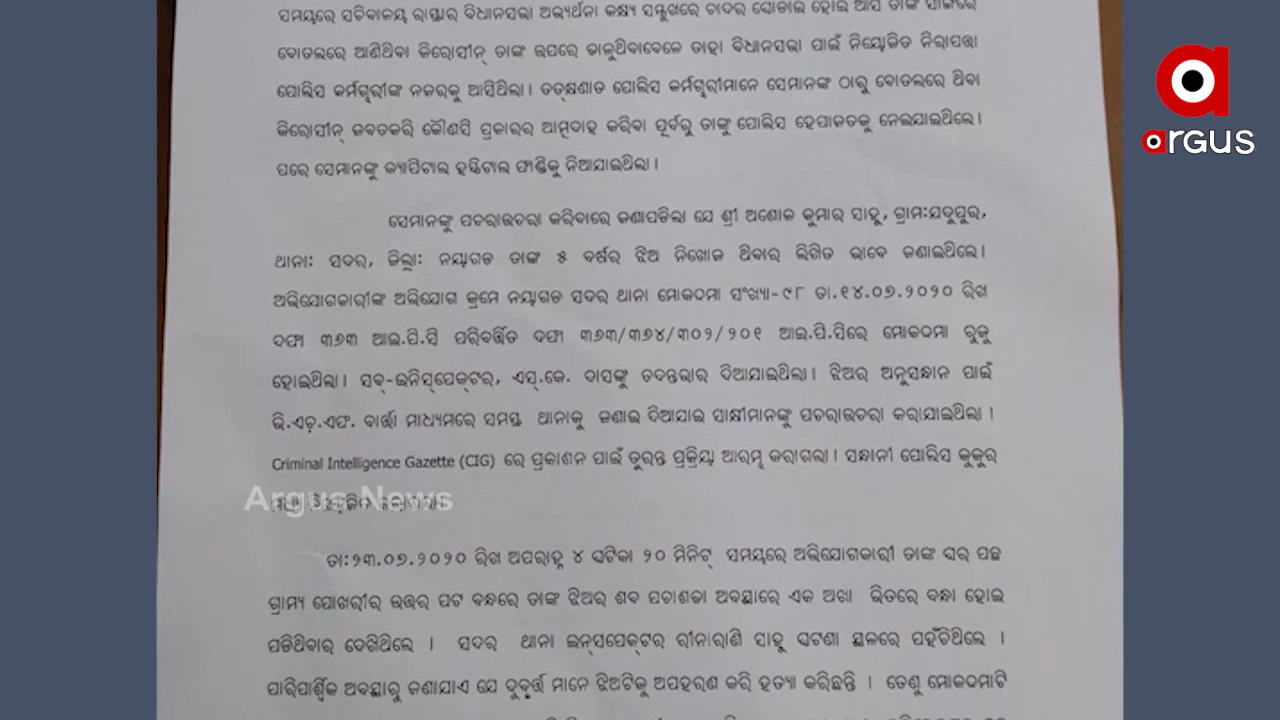 ସମୟରେ ସଚିବାଳୟ ରାସ୍ତାର ବିଧାନସଭା ଅଭ୍ୟର୍ଥନା କକ୍ଷ୍ୟ ସମ୍ମୁଖରେ ଚାଦର ଘୋଡାଇ ହୋଇ ଆସି ତାଙ୍କ ସାଙ୍ଗରେ
ବୋତଲରେ ଆଣିଥିବା କିରୋସୀନ୍ ତାଙ୍କ ଉପରେ ଢାଳୁଥିବାବେଳେ ତାହା ବିଧାନସଭା ପାଇଁ ନିୟୋଜିତ ନିରାପତ୍ତା
ପୋଲିସ କର୍ମଚ୍ଚାରୀଙ୍କ ନଜରକୁ ଆସିଥିଲା। ତତ୍‌କ୍ଷଣାତ ପୋଲିସ କର୍ମଚ୍ଚାରୀମାନେ ସେମାନଙ୍କ ଠାରୁ ବୋତଲରେ ଥିବା
କିରୋସୀନ୍ ଜବତକରି କୌଣସି ପ୍ରକାରର ଆତ୍ମଦାହ କରିବା ପୂର୍ବରୁ ତାଙ୍କୁ ପୋଲିସ ହେପାଜତକୁ ନେଇଯାଇଥିଲେ।
ପରେ ସେମାନଙ୍କୁ କ୍ୟାପିଟାଲ ହସ୍ପିଟାଲ ଫାଣ୍ଡିକୁ ନିଆଯାଇଥିଲା।
ସେମାନଙ୍କୁ ପଚରାଉଚରା କରିବାରେ ଜଣାପଡିଲା ଯେ ଶ୍ରୀ ଅଶୋକ କୁମାର ସାହୁ, ଗ୍ରାମ:ଯଦୁପୁର,
ଥାନା: ସଦର, ଜିଲ୍ଲା: ନୟାଗଡ ତାଙ୍କ ୫ ବର୍ଷର ଝିଅ ନିଖୋଜ ଥିବାର ଲିଖିତ ଭାବେ ଜଣାଇଥିଲେ।
ଅଭିଯୋଗକାରୀଙ୍କ ଅଭିଯୋଗ କ୍ରମେ ନୟାଗଡ ସଦର ଥାନା ମୋକଦମା ସଂଖ୍ୟା-୯୮ ତା.୧୪.୦୭.୨୦୨୦ ରିଖ
ଦଫା ୩୬୩ ଆଇ.ପି.ସି ପରିବର୍ତ୍ତିତ ଦଫା ୩୬୩/୩୬୪/୩୦୨/୨୦୧ ଆଇ.ପି.ସିରେ ମୋକଦମା ରୁଜୁ
ହୋଇଥିଲା। ସବ୍-ଇନିସ୍‌ପେକ୍ଟର, ଏସ୍.କେ. ଦାସଙ୍କୁ ତଦନ୍ତଭାର ଦିଆଯାଇଥିଲା। ଝିଅର ଅନୁସନ୍ଧାନ ପାଇଁ
ଭି.ଏଚ୍.ଏଫ. ବାର୍ତ୍ତା ମାଧ୍ୟମରେ ସମସ୍ତ ଥାନାକୁ ଜଣାଇ ଦିଆଯାଇ ସାକ୍ଷୀମାନଙ୍କୁ ପଚରାଉଚରା କରାଯାଇଥିଲା।
Criminal Intelligence Gazette (CIG) ରେ ପ୍ରକାଶନ ପାଇଁ ତୁରନ୍ତ ପ୍ରକ୍ରିୟା ଆରମ୍ଭ କରାଗଲା। ସନ୍ଧାନୀ ପୋଲିସ କୁକୁର
ତା:୨୩.୦୭.୨୦୨୦ ରିଖ ଅପରାହ୍ନ ୪ ଘଟିକା ୨୦ ମିନିଟ୍ ସମୟରେ ଅଭିଯୋଗକାରୀ ତାଙ୍କ ଘର ପଛ
ଗ୍ରାମ୍ୟ ପୋଖରୀର ଉତ୍ତର ପଟ ବନ୍ଧରେ ତାଙ୍କ ଝିଅର ଶବ ପଚାଶଢା ଅବସ୍ଥାରେ ଏକ ଅଖା ଭିତରେ ବନ୍ଧା ହୋଇ
ପଡିଥିବାର ଦେଖିଥିଲେ । ସଦର ଥାନା ଇନ୍‌ସପେକ୍‌ଟର ରୀନାରାଣି ସାହୁ ଘଟଣା ସ୍ଥଳରେ ପହଁଚିଥିଲେ ।
ପାରିପାର୍ଶ୍ବିକ ଅବସ୍ଥାରୁ ଜଣାଯାଏ ଯେ ଦୁର୍ବୃତ୍ତ ମାନେ ଝିଅଟିକୁ ଅପହରଣ କରି ହତ୍ୟା କରିଛନ୍ତି । ତେଣୁ ମୋକଦମାଟି
argus
Argus News